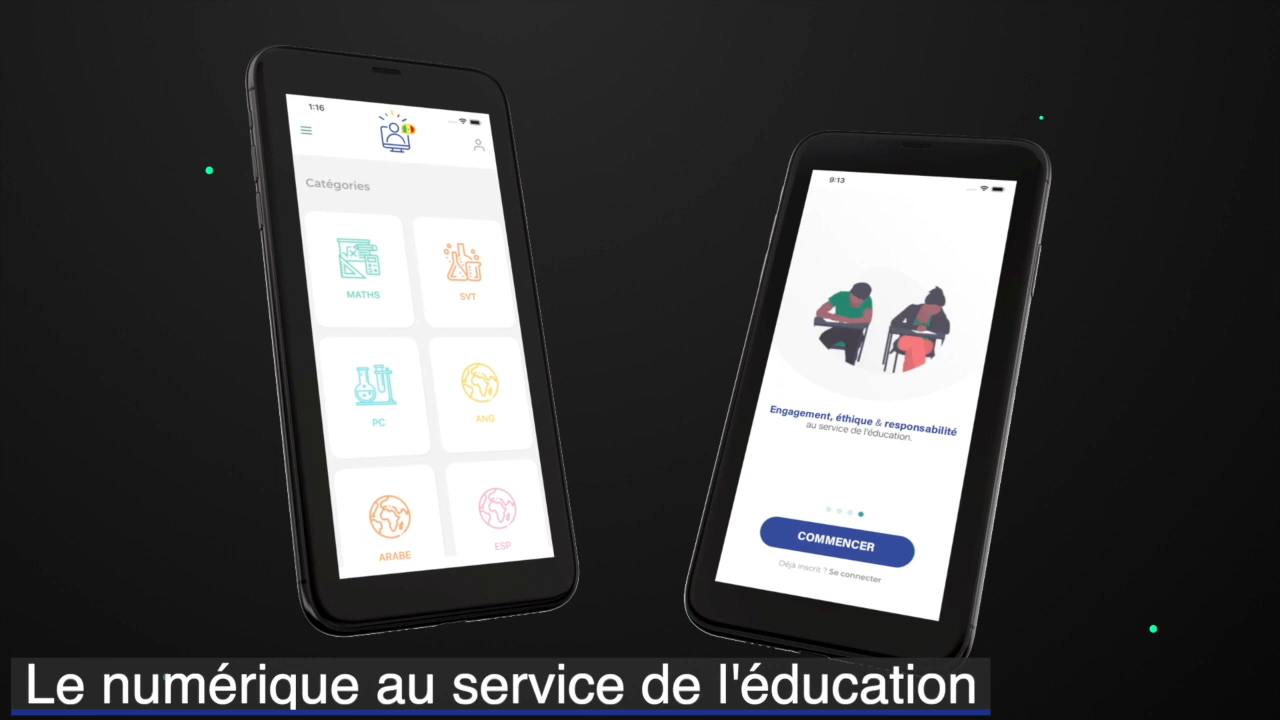 1:16
Catégories
MATHS
SVT
PC
ANG
ARABE
ESP
9:13
Engagement, éthique & responsabilité
au service de l'éducation.
COMMENCER
Déjà inscrit ? Se connecter
Le numérique au service de l'éducation